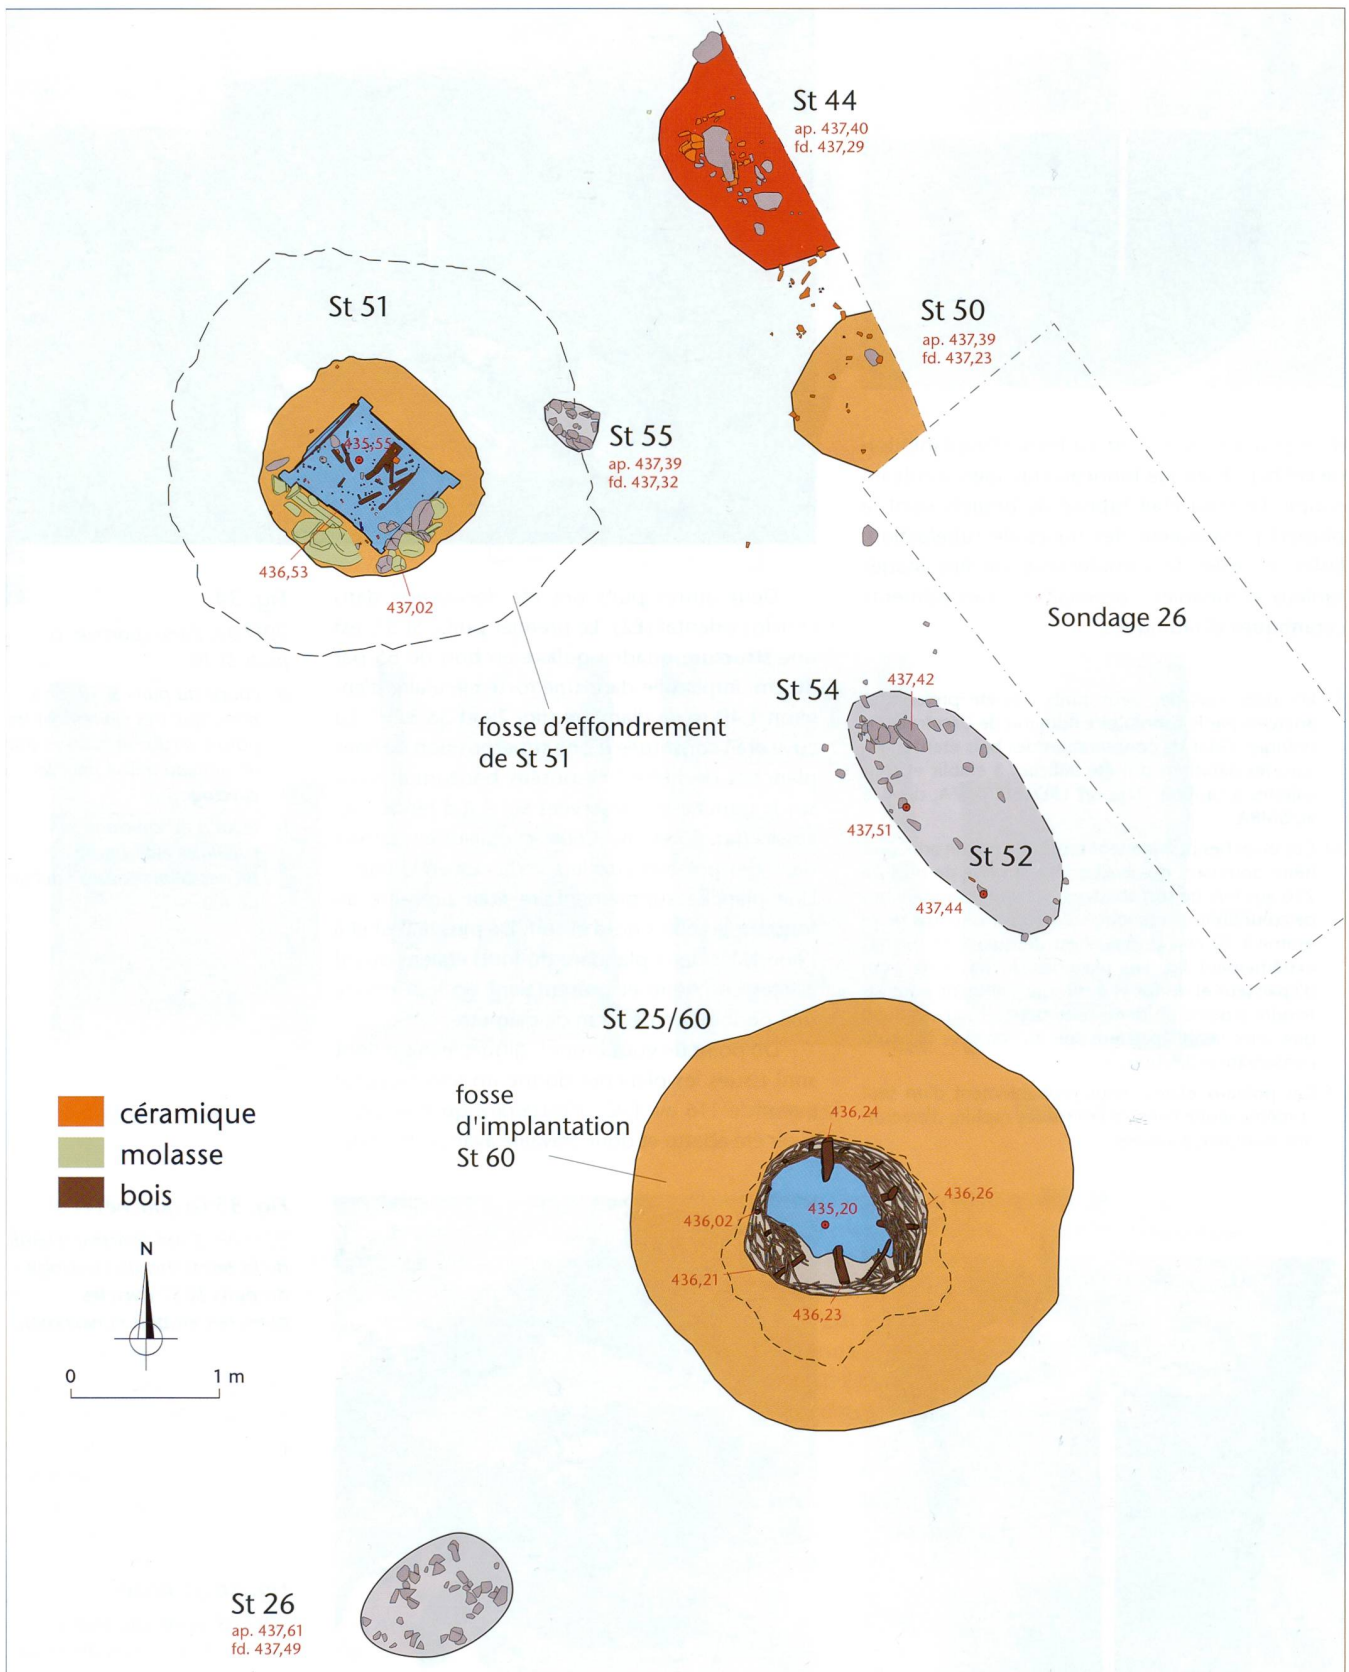 St 44
ap. 437,40
fd. 437,29
St 51
St 50
ap. 437,39
fd. 437,23
435,55
St 55
ap. 437,39
fd. 437,32
436,53
437,02
Sondage 26
fosse d'effondrement
de St 51
St 54
437,42
437,51
St 52
437,44
St 25/60
fosse
d'implantation
St 60
436,24
436,26
436,02
435,20
436,21
436,23
céramique
molasse
bois
N
0 1 m
St 26
ap. 437,61
fd. 437,49